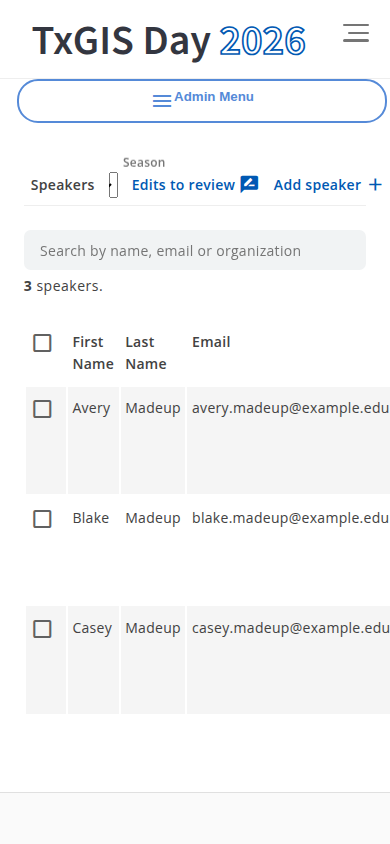 TxGIS Day 2026
Admin Menu
Season
Speakers
Edits to review
Add speaker
Search by name, email or organization
3 speakers.
First Name
Last Name
Email
Avery Madeup avery.madeup@example.edu
Blake Madeup blake.madeup@example.edu
Casey Madeup casey.madeup@example.edu